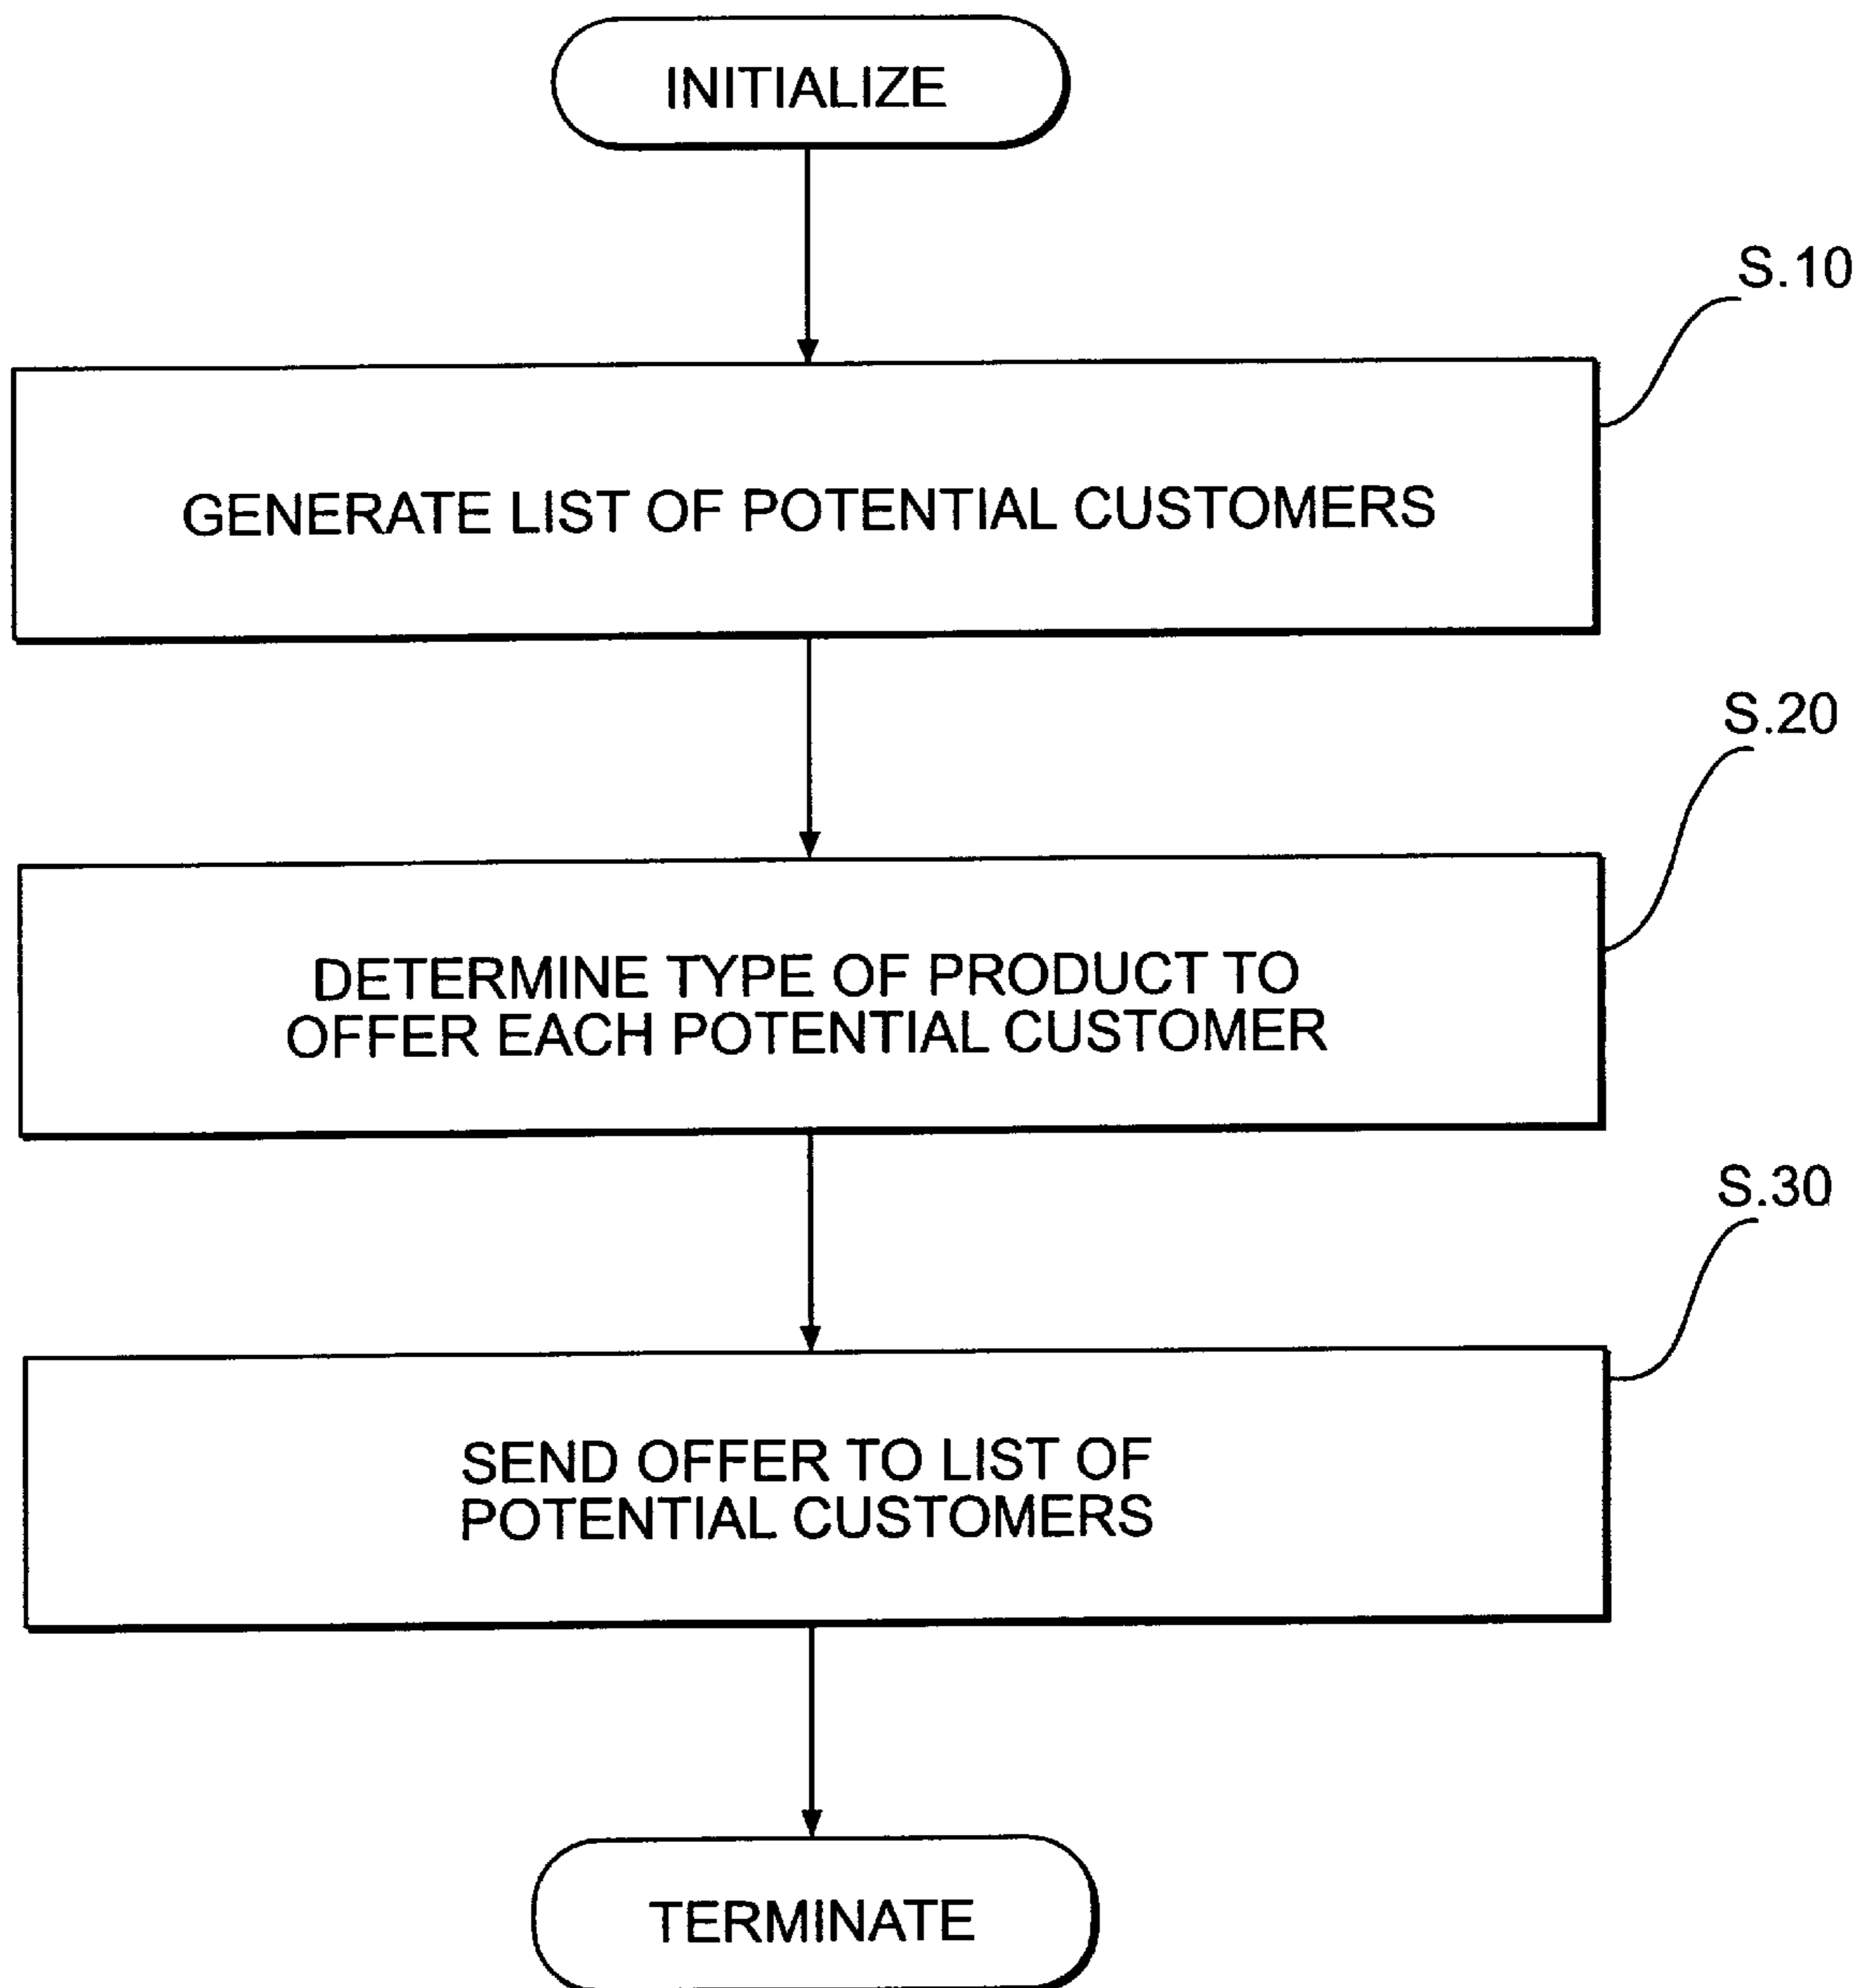 INITIALIZE
S.10
GENERATE LIST OF POTENTIAL CUSTOMERS
S.20
DETERMINE TYPE OF PRODUCT TO
OFFER EACH POTENTIAL CUSTOMER
S.30
SEND OFFER TO LIST OF
POTENTIAL CUSTOMERS
TERMINATE